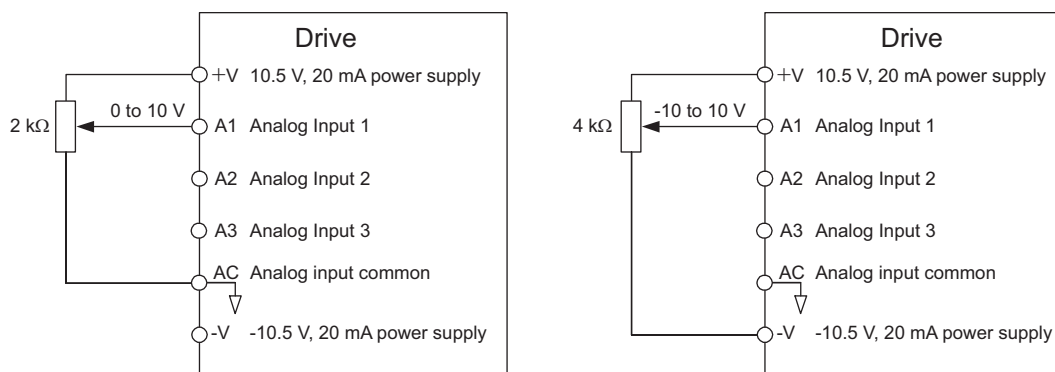 Drive
+V 10.5 V, 20 mA power supply
0 to 10 V
2 kΩ
A1 Analog Input 1
A2 Analog Input 2
A3 Analog Input 3
AC Analog input common
-V -10.5 V, 20 mA power supply
Drive
+V 10.5 V, 20 mA power supply
-10 to 10 V
4 kΩ
A1 Analog Input 1
A2 Analog Input 2
A3 Analog Input 3
AC Analog input common
-V -10.5 V, 20 mA power supply